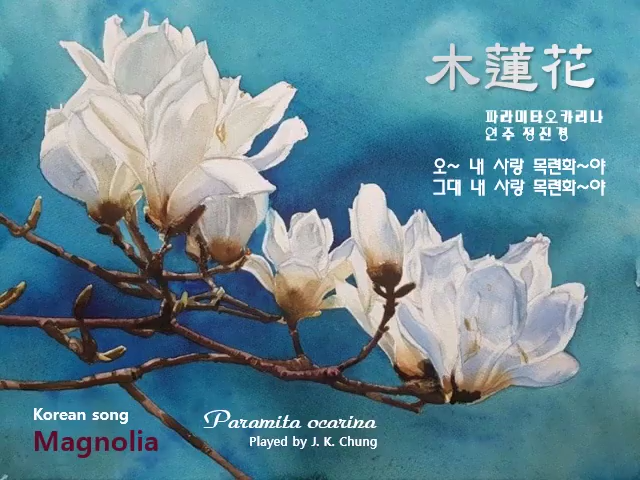 木蓮花
파라미타오카리나
연주 정진경
오~ 내 사랑 목련화~야
그대 내 사랑 목련화~야
Korean song
Magnolia
Paramita ocarina
Played by J. K. Chung